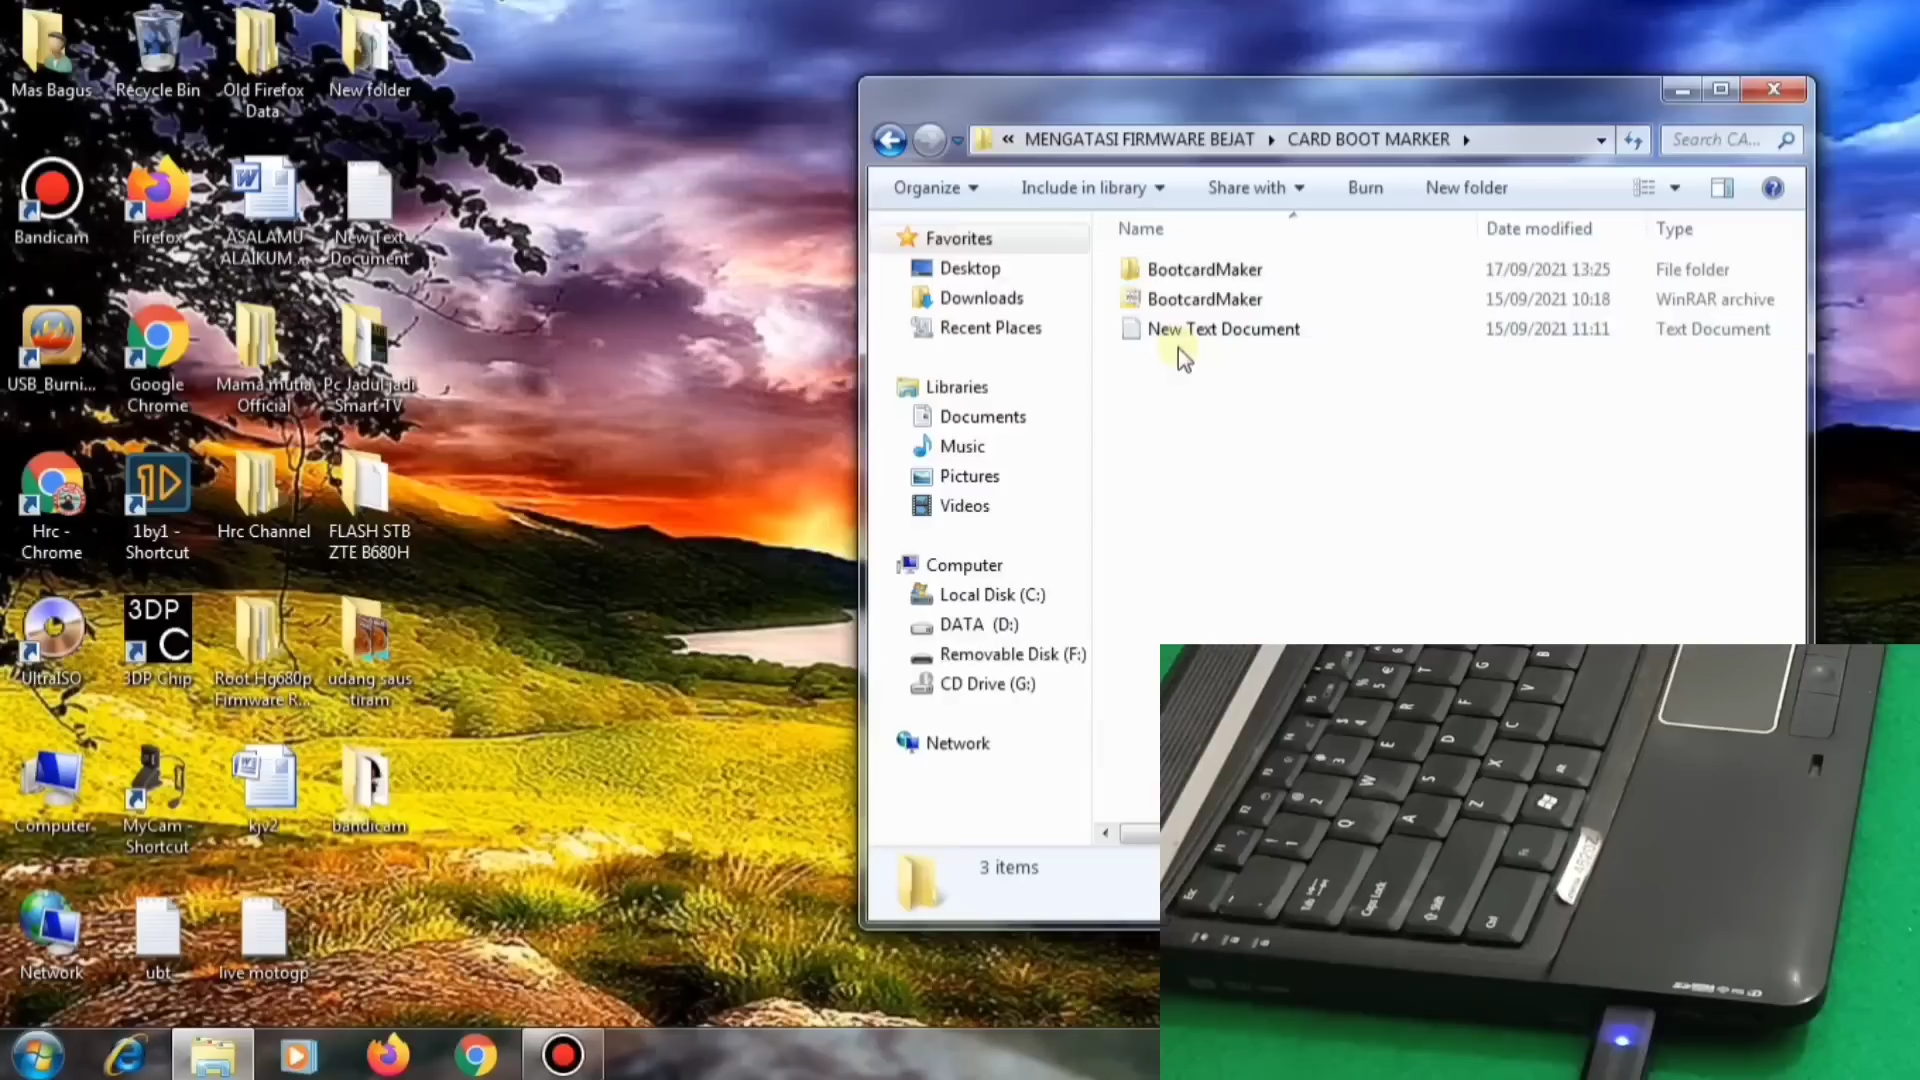 Mas Bagus
Recycle Bin
Old Firefox
Data
New folder
Bandicam
Firefox
ASALAMU
ALAIKUM ...
New Text
Document
USB_Burni...
Google
Chrome
Mama mutia
Official
Pc Jadul jadi
Smart TV
Hrc -
Chrome
1by1 -
Shortcut
Hrc Channel
FLASH STB
ZTE B680H
UltraISO
3DP
C
3DP Chip
Root Hg680p
Firmware R...
udang saus
tiram
Computer
MyCam -
Shortcut
kjv2
bandicam
Network
ubt
live motogp
« MENGATASI FIRMWARE BEJAT
CARD BOOT MARKER
Search CA...
Organize
Include in library
Share with
Burn
New folder
Name
Date modified
Type
BootcardMaker
17/09/2021 13:25
File folder
BootcardMaker
15/09/2021 10:18
WinRAR archive
New Text Document
15/09/2021 11:11
Text Document
Favorites
Desktop
Downloads
Recent Places
Libraries
Documents
Music
Pictures
Videos
Computer
Local Disk (C:)
DATA (D:)
Removable Disk (F:)
CD Drive (G:)
Network
3 items
Esc
Tab
Caps Lock
Shift
Ctrl
Q
W
E
R
T
A
S
D
F
G
Z
X
C
V
B